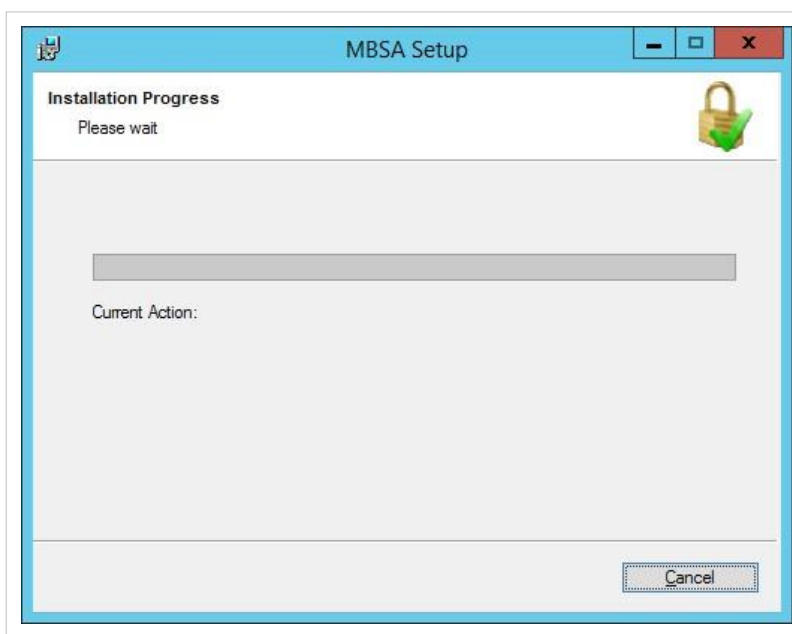 MBSA Setup
Installation Progress
Please wait
Current Action:
Cancel